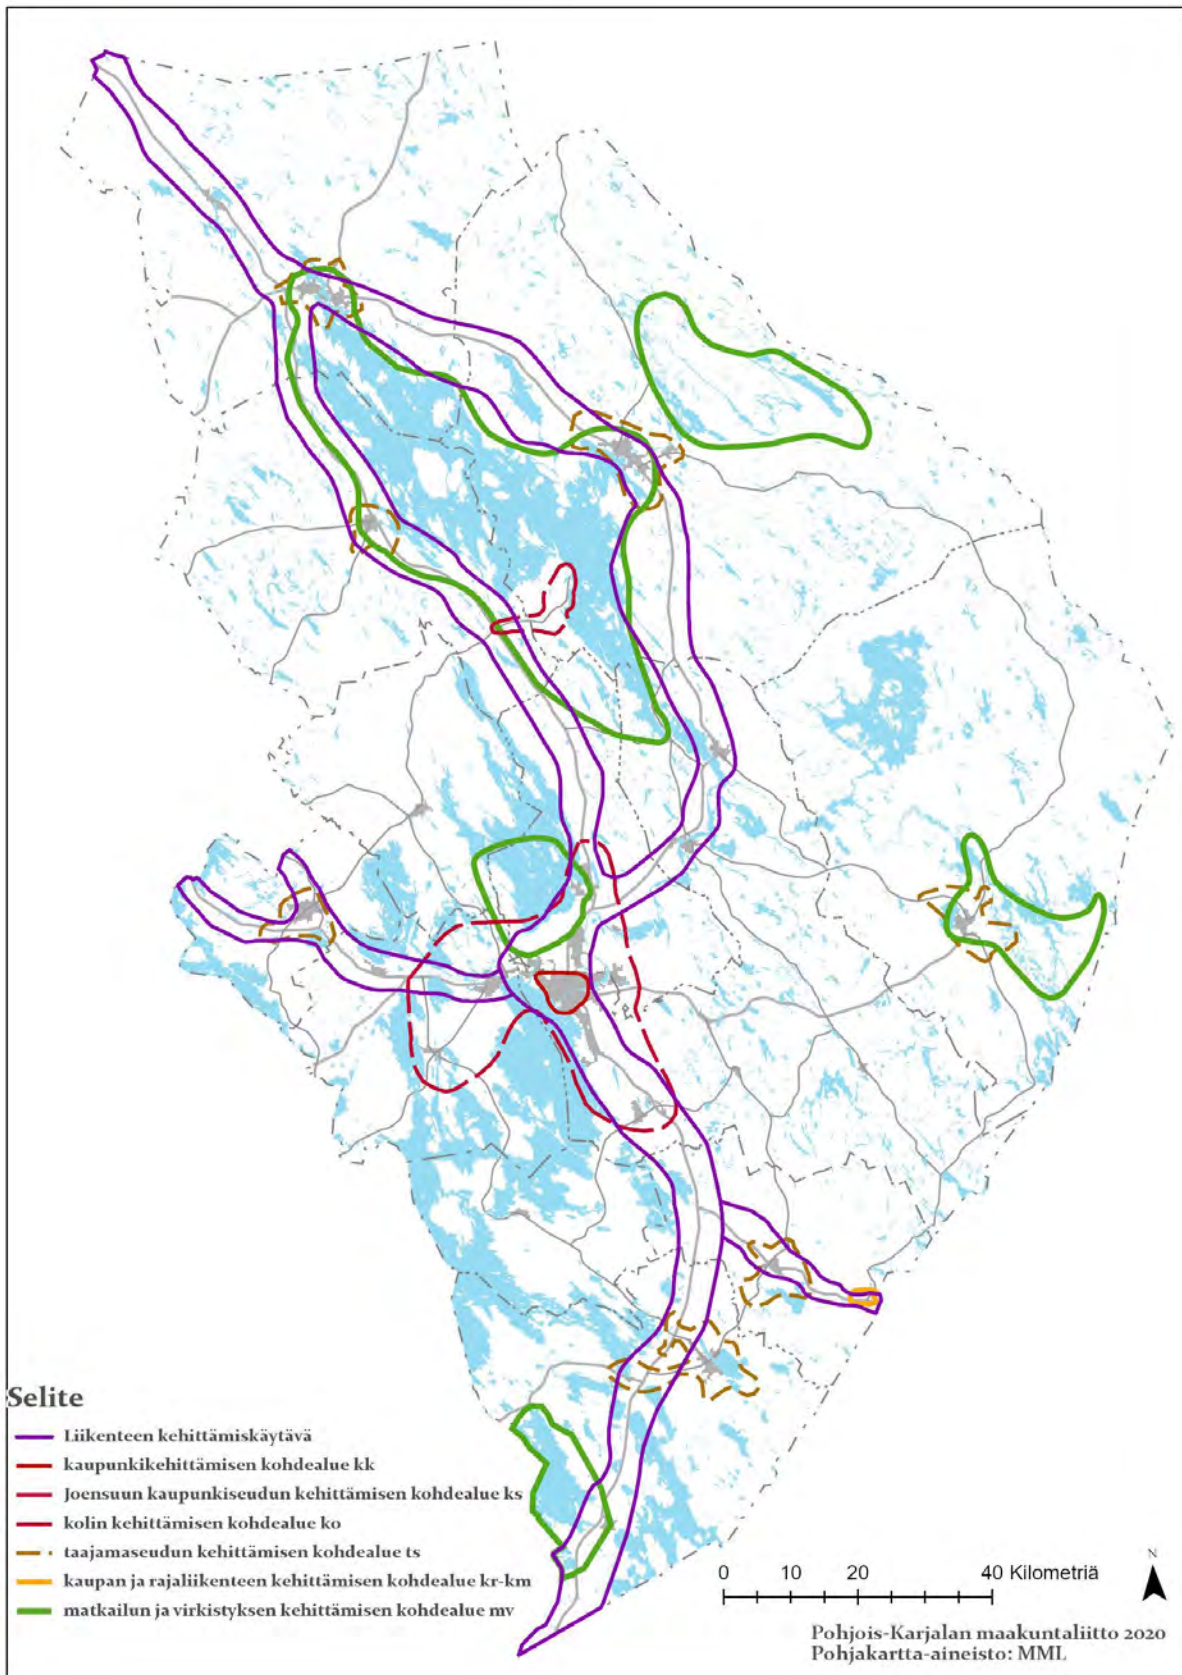 Selite
Liikenteen kehittämiskäytävä
kaupunkikehittämisen kohdealue kk
Joensuun kaupunkiseudun kehittämisen kohdealue ks
kolin kehittämisen kohdealue ko
taajamaseudun kehittämisen kohdealue ts
kaupan ja rajaliikenteen kehittämisen kohdealue kr-km
matkailun ja virkistyksen kehittämisen kohdealue mv
0 10 20 40 Kilometriä
N
Pohjois-Karjalan maakuntaliitto 2020
Pohjakartta-aineisto: MML